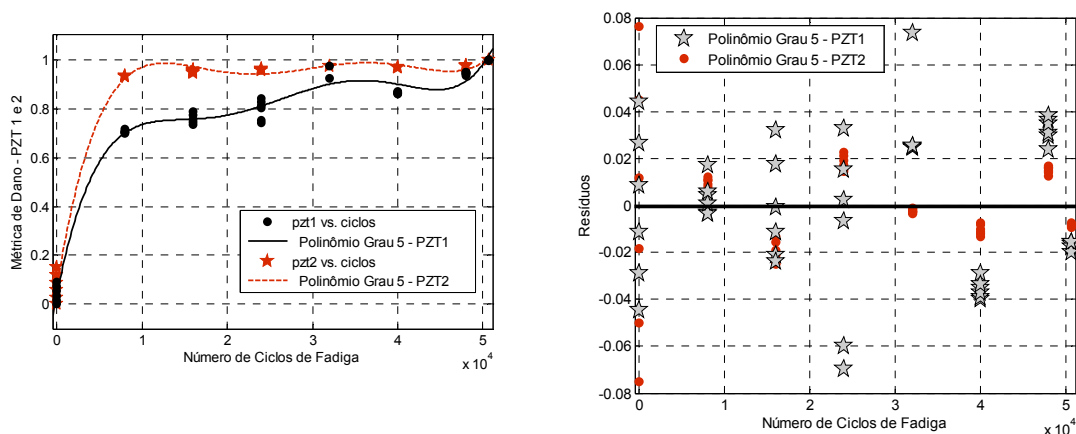 Métrica de Dano - PZT 1 e 2
1
0.8
0.6
0.4
0.2
0
pzt1 vs. ciclos
Polinômio Grau 5 - PZT1
pzt2 vs. ciclos
Polinômio Grau 5 - PZT2
0 1 2 3 4 5
Número de Ciclos de Fadiga
x 10^4
Resíduos
0.08
0.06
0.04
0.02
0
-0.02
-0.04
-0.06
-0.08
Polinômio Grau 5 - PZT1
Polinômio Grau 5 - PZT2
0 1 2 3 4 5
Número de Ciclos de Fadiga
x 10^4